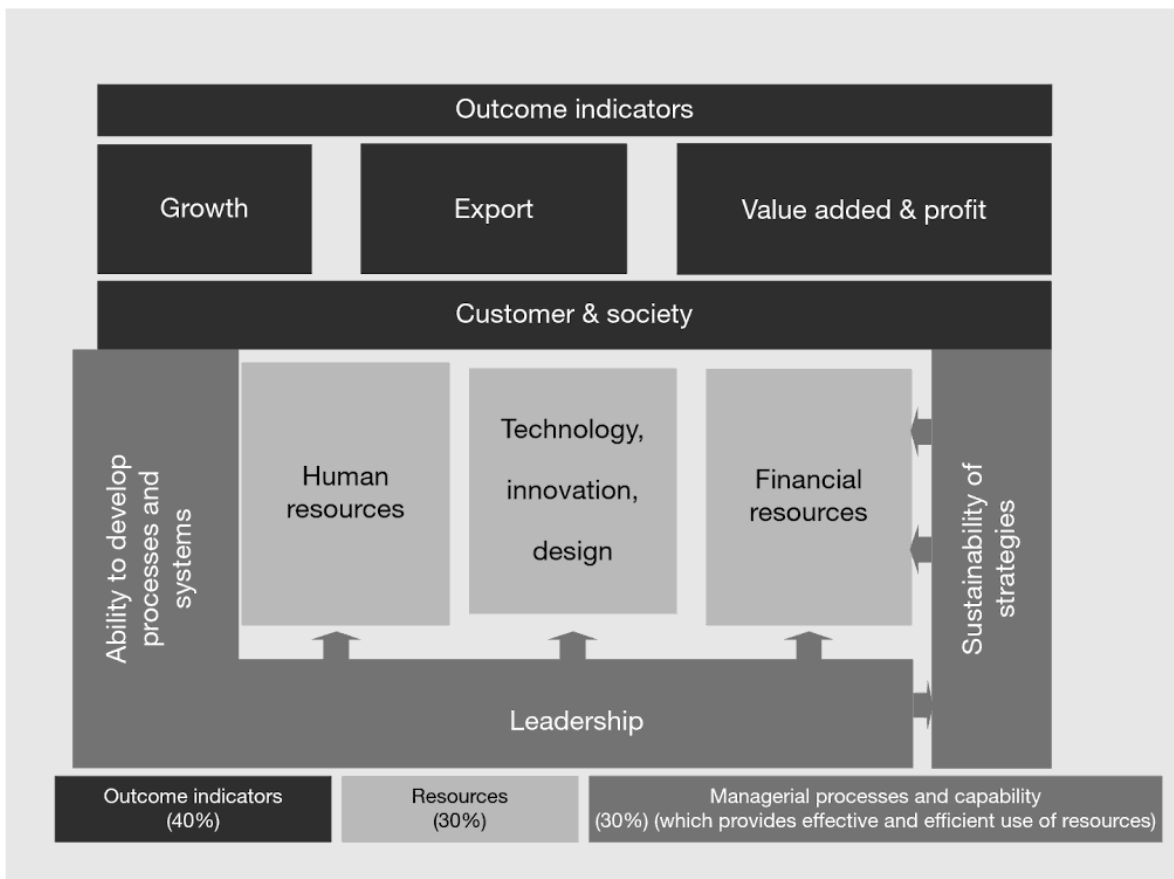 Outcome indicators
Growth
Export
Value added & profit
Customer & society
Ability to develop
processes and
systems
Human
resources
Technology,
innovation,
design
Financial
resources
Sustainability of
strategies
Leadership
Outcome indicators
(40%)
Resources
(30%)
Managerial processes and capability
(30%) (which provides effective and efficient use of resources)